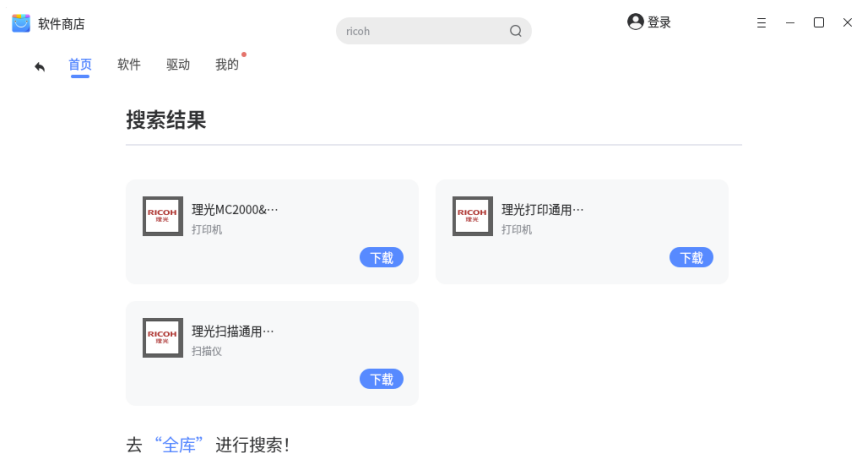 软件商店
ricoh
登录
首页 软件 驱动 我的
搜索结果
RICOH
理光
理光MC2000&···
打印机
下载
RICOH
理光
理光打印通用···
打印机
下载
RICOH
理光
理光扫描通用···
扫描仪
下载
去 “全库” 进行搜索!